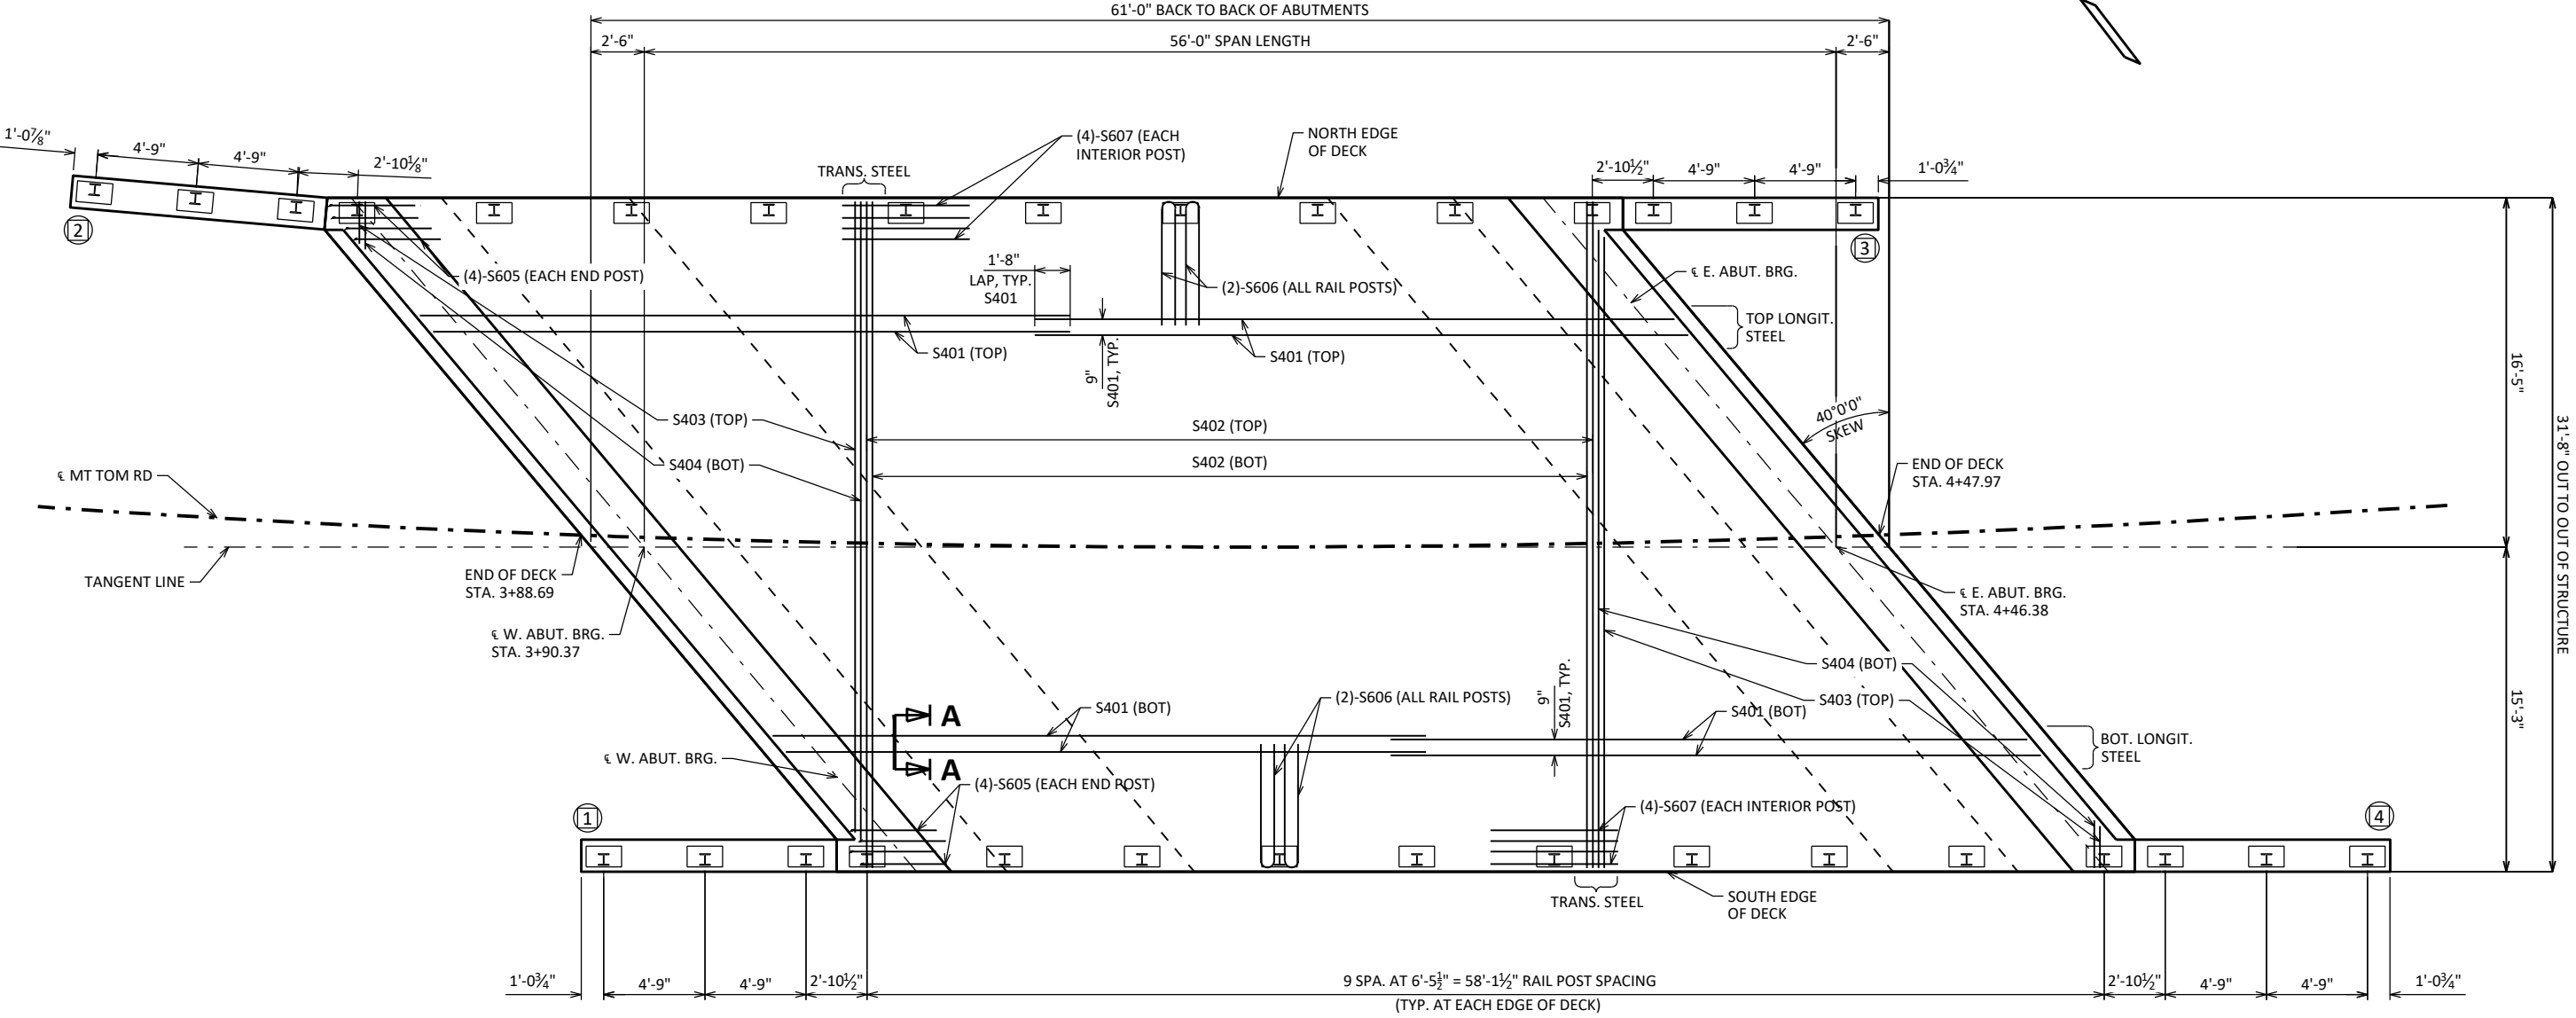 61'-0" BACK TO BACK OF ABUTMENTS
2'-6"
56'-0" SPAN LENGTH
2'-6"
1'-0⅞"
4'-9"
4'-9"
2'-10⅛"
TRANS. STEEL
(4)-S607 (EACH
INTERIOR POST)
NORTH EDGE
OF DECK
2'-10½"
4'-9"
4'-9"
1'-0¾"
2
3
(4)-S605 (EACH END POST)
1'-8"
LAP, TYP.
S401
(2)-S606 (ALL RAIL POSTS)
℄ E. ABUT. BRG.
TOP LONGIT.
STEEL
S401 (TOP)
9"
S401, TYP.
S401 (TOP)
16'-5"
S403 (TOP)
S402 (TOP)
40°0'0"
SKEW
31'-8" OUT TO OUT OF STRUCTURE
S404 (BOT)
S402 (BOT)
℄ MT TOM RD
END OF DECK
STA. 4+47.97
TANGENT LINE
END OF DECK
STA. 3+88.69
℄ E. ABUT. BRG.
STA. 4+46.38
℄ W. ABUT. BRG.
STA. 3+90.37
S404 (BOT)
15'-3"
S403 (TOP)
(2)-S606 (ALL RAIL POSTS)
9"
S401, TYP.
S401 (BOT)
S401 (BOT)
A
BOT. LONGIT.
STEEL
℄ W. ABUT. BRG.
A
(4)-S605 (EACH END POST)
(4)-S607 (EACH INTERIOR POST)
1
4
TRANS. STEEL
SOUTH EDGE
OF DECK
1'-0¾"
4'-9"
4'-9"
2'-10½"
9 SPA. AT 6'-5½" = 58'-1½" RAIL POST SPACING
(TYP. AT EACH EDGE OF DECK)
2'-10½"
4'-9"
4'-9"
1'-0¾"